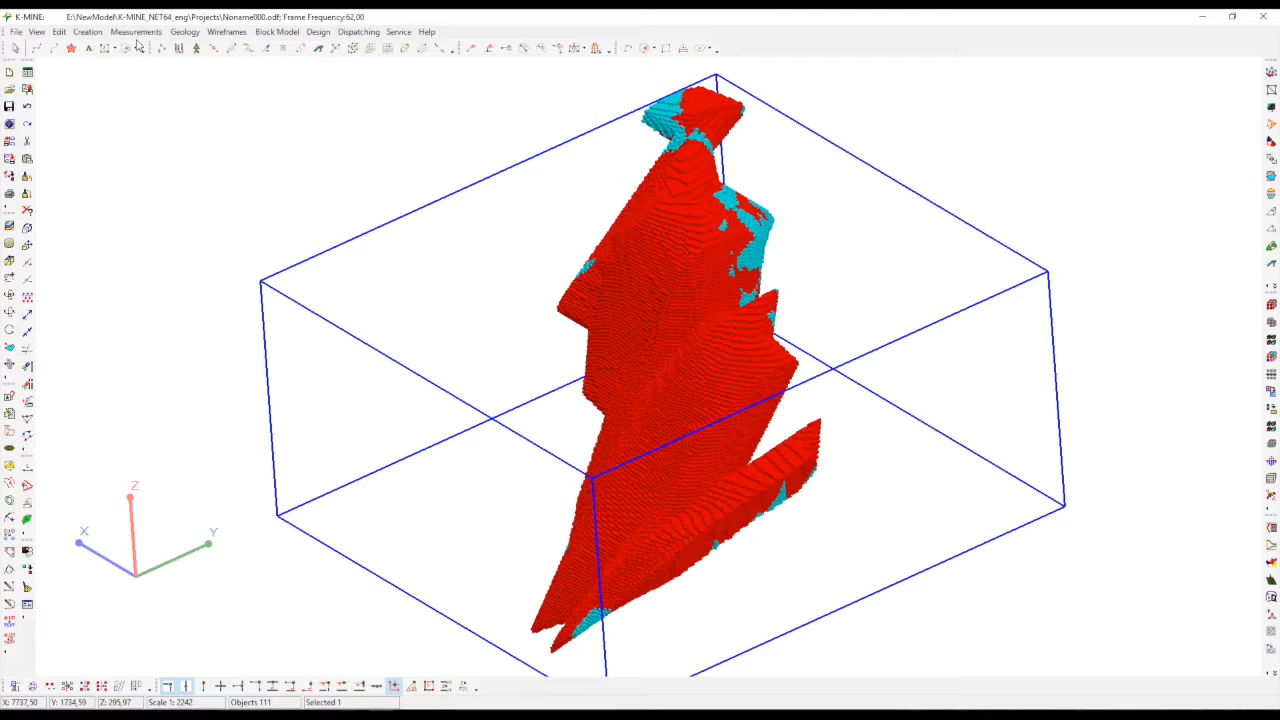 K-MINE: E:\NewModel\K-MINE_NET64_eng\Projects\Noname000.odf; Frame Frequency:62,00
File View Edit Creation Measurements Geology Wireframes Block Model Design Dispatching Service Help
Z
X
Y
X: 7737,50 Y: 1734,59 Z: 295,97 Scale 1: 2242 Objects 111 Selected 1